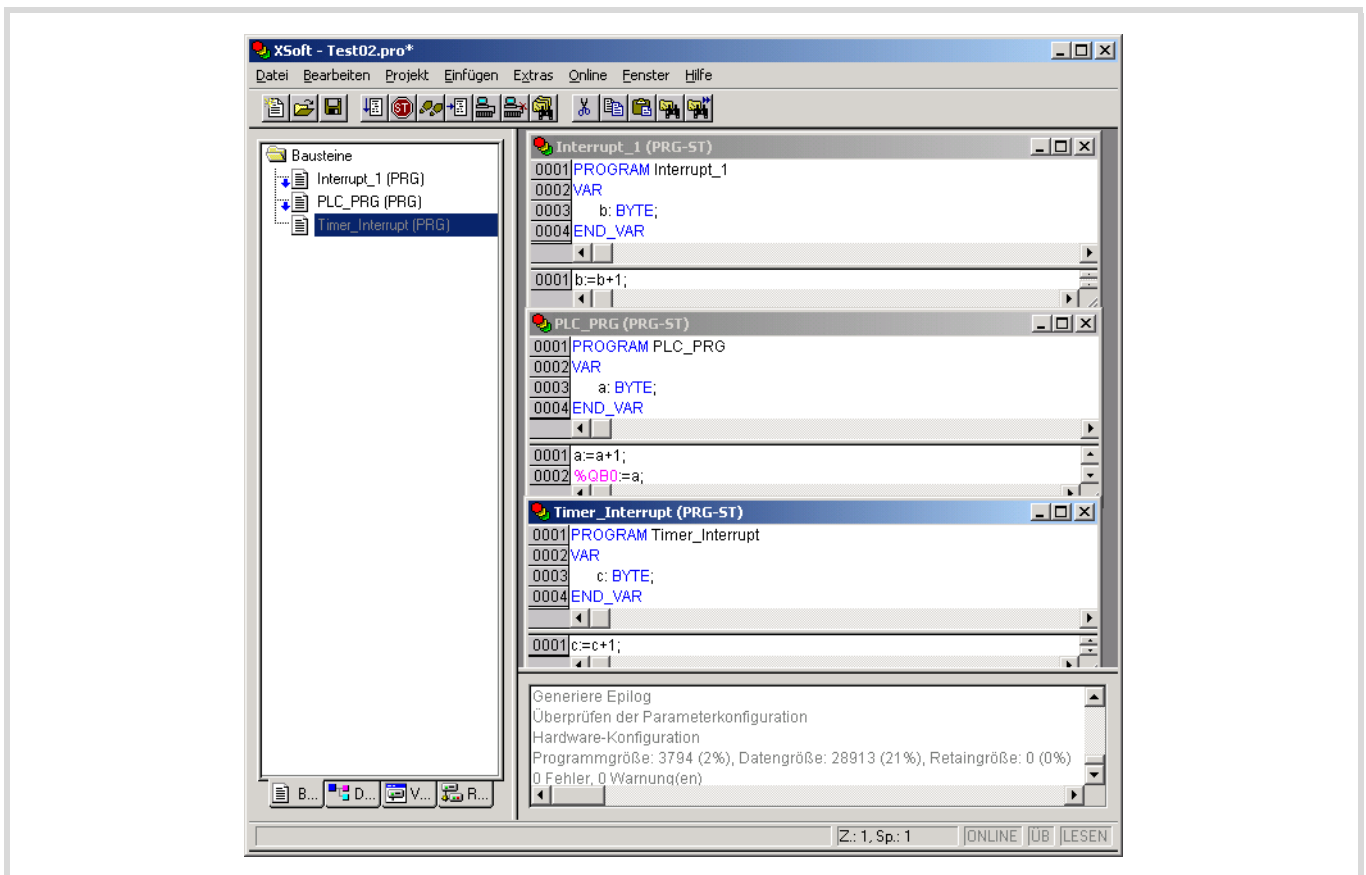 XSoft - Test02.pro*
Datei Bearbeiten Projekt Einfügen Extras Online Fenster Hilfe
ST
Bausteine
Interrupt_1 (PRG)
PLC_PRG (PRG)
Timer_Interrupt (PRG)
B... D... V... R...
Interrupt_1 (PRG-ST)
0001 PROGRAM Interrupt_1
0002 VAR
0003 b: BYTE;
0004 END_VAR
0001 b:=b+1;
PLC_PRG (PRG-ST)
0001 PROGRAM PLC_PRG
0002 VAR
0003 a: BYTE;
0004 END_VAR
0001 a:=a+1;
0002 %QB0:=a;
Timer_Interrupt (PRG-ST)
0001 PROGRAM Timer_Interrupt
0002 VAR
0003 c: BYTE;
0004 END_VAR
0001 c:=c+1;
Generiere Epilog
Überprüfen der Parameterkonfiguration
Hardware-Konfiguration
Programmgröße: 3794 (2%), Datengröße: 28913 (21%), Retaingröße: 0 (0%)
0 Fehler, 0 Warnung(en)
Z.: 1, Sp.: 1 ONLINE ÜB LESEN